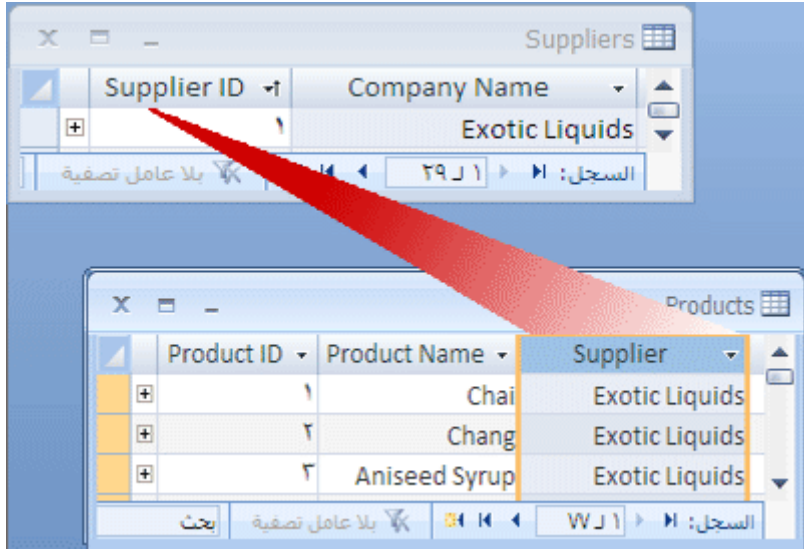 Suppliers
Supplier ID Company Name
١ Exotic Liquids
السجل: ١ لـ ٢٩ بلا عامل تصفية
Products
Product ID Product Name Supplier
١ Chai Exotic Liquids
٢ Chang Exotic Liquids
٣ Aniseed Syrup Exotic Liquids
السجل: ١ لـ ٧٧ بلا عامل تصفية بحث